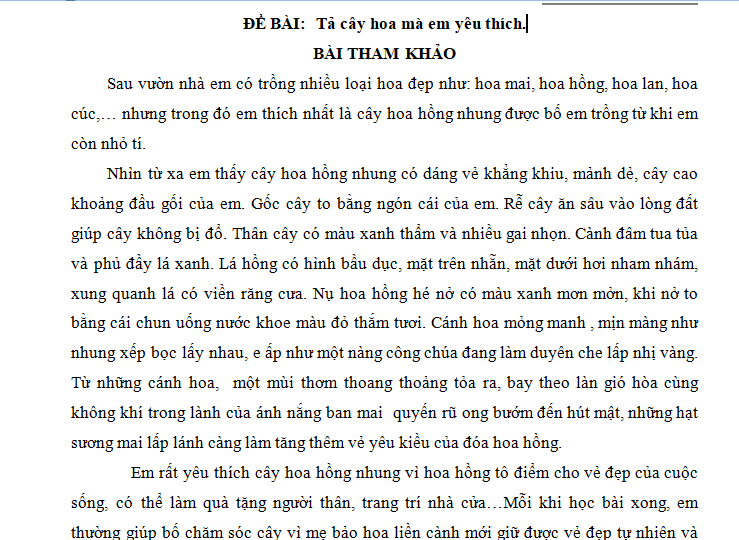 ĐỀ BÀI: Tả cây hoa mà em yêu thích.
BÀI THAM KHẢO
Sau vườn nhà em có trồng nhiều loại hoa đẹp như: hoa mai, hoa hồng, hoa lan, hoa
cúc,… nhưng trong đó em thích nhất là cây hoa hồng nhung được bố em trồng từ khi em
còn nhỏ tí.
Nhìn từ xa em thấy cây hoa hồng nhung có dáng vẻ khẳng khiu, mảnh dẻ, cây cao
khoảng đầu gối của em. Gốc cây to bằng ngón cái của em. Rễ cây ăn sâu vào lòng đất
giúp cây không bị đổ. Thân cây có màu xanh thẩm và nhiều gai nhọn. Cành đâm tua tủa
và phủ đầy lá xanh. Lá hồng có hình bầu dục, mặt trên nhẵn, mặt dưới hơi nham nhám,
xung quanh lá có viền răng cưa. Nụ hoa hồng hé nở có màu xanh mơn mởn, khi nở to
bằng cái chun uống nước khoe màu đỏ thắm tươi. Cánh hoa mỏng manh , mịn màng như
nhung xếp bọc lấy nhau, e ấp như một nàng công chúa đang làm duyên che lấp nhị vàng.
Từ những cánh hoa, một mùi thơm thoang thoảng tỏa ra, bay theo làn gió hòa cùng
không khí trong lành của ánh nắng ban mai quyến rũ ong bướm đến hút mật, những hạt
sương mai lấp lánh càng làm tăng thêm vẻ yêu kiều của đóa hoa hồng.
Em rất yêu thích cây hoa hồng nhung vì hoa hồng tô điểm cho vẻ đẹp của cuộc
sống, có thể làm quà tặng người thân, trang trí nhà cửa…Mỗi khi học bài xong, em
thường giúp bố chăm sóc cây vì mẹ bảo hoa liền cành mới giữ được vẻ đẹp tự nhiên và